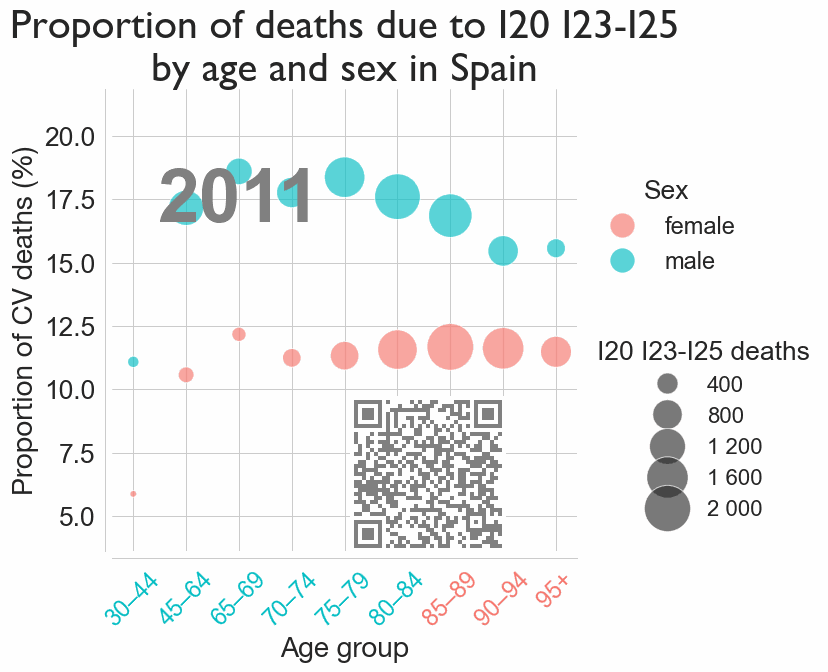 Proportion of deaths due to I20 I23-I25
by age and sex in Spain
Proportion of CV deaths (%)
20.0
17.5
15.0
12.5
10.0
7.5
5.0
2011
30–44
45–64
65–69
70–74
75–79
80–84
85–89
90–94
95+
Age group
Sex
female
male
I20 I23-I25 deaths
400
800
1 200
1 600
2 000